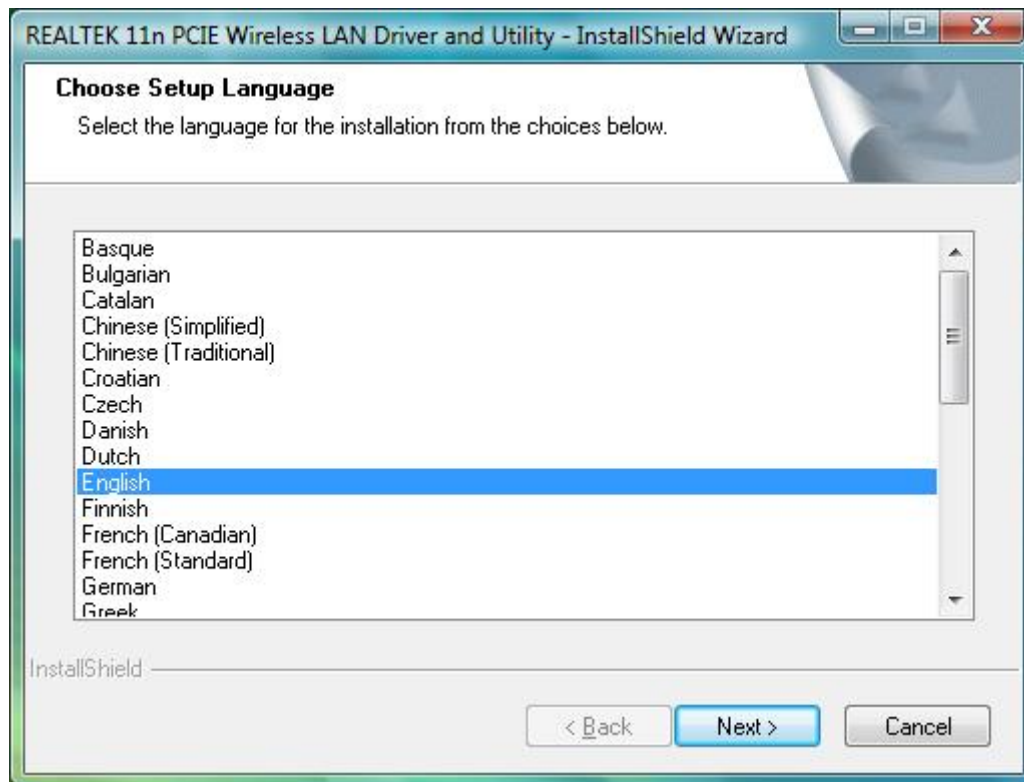 REALTEK 11n PCIE Wireless LAN Driver and Utility - InstallShield Wizard
Choose Setup Language
Select the language for the installation from the choices below.
Basque
Bulgarian
Catalan
Chinese (Simplified)
Chinese (Traditional)
Croatian
Czech
Danish
Dutch
English
Finnish
French (Canadian)
French (Standard)
German
Greek
InstallShield
< Back Next > Cancel